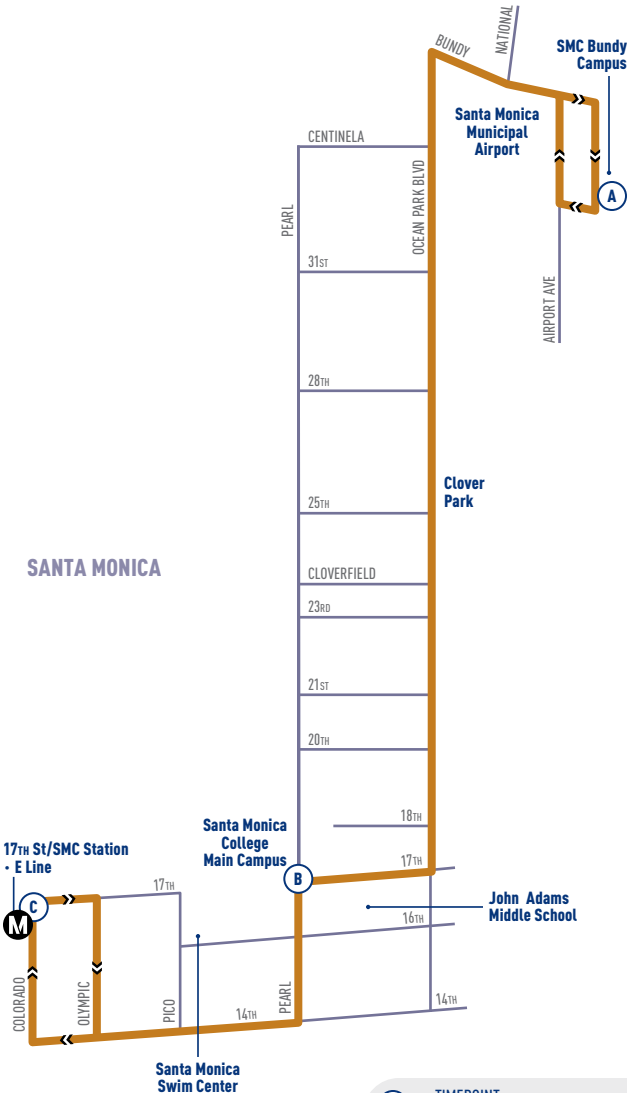 NATIONAL
BUNDY
SMC Bundy
Campus
Santa Monica
Municipal
Airport
CENTINELA
A
OCEAN PARK BLVD
PEARL
31ST
AIRPORT AVE
28TH
Clover
Park
25TH
SANTA MONICA
CLOVERFIELD
23RD
21ST
20TH
18TH
Santa Monica
College
Main Campus
17TH St/SMC Station
• E Line
17TH
B
17TH
John Adams
Middle School
C
M
16TH
COLORADO
OLYMPIC
PICO
14TH
PEARL
14TH
Santa Monica
Swim Center
TIMEPOINT